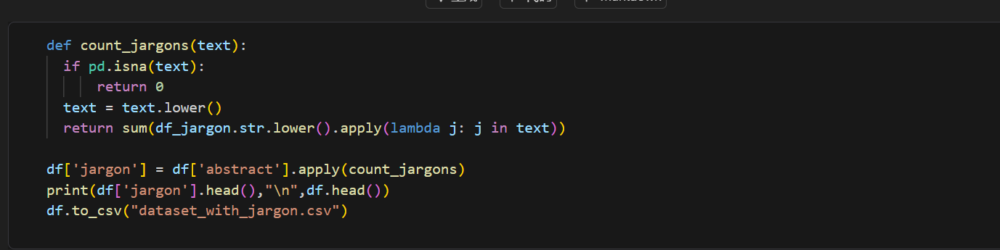 def count_jargons(text):
  if pd.isna(text):
      return 0
  text = text.lower()
  return sum(df_jargon.str.lower().apply(lambda j: j in text))
df['jargon'] = df['abstract'].apply(count_jargons)
print(df['jargon'].head(),"\n",df.head())
df.to_csv("dataset_with_jargon.csv")